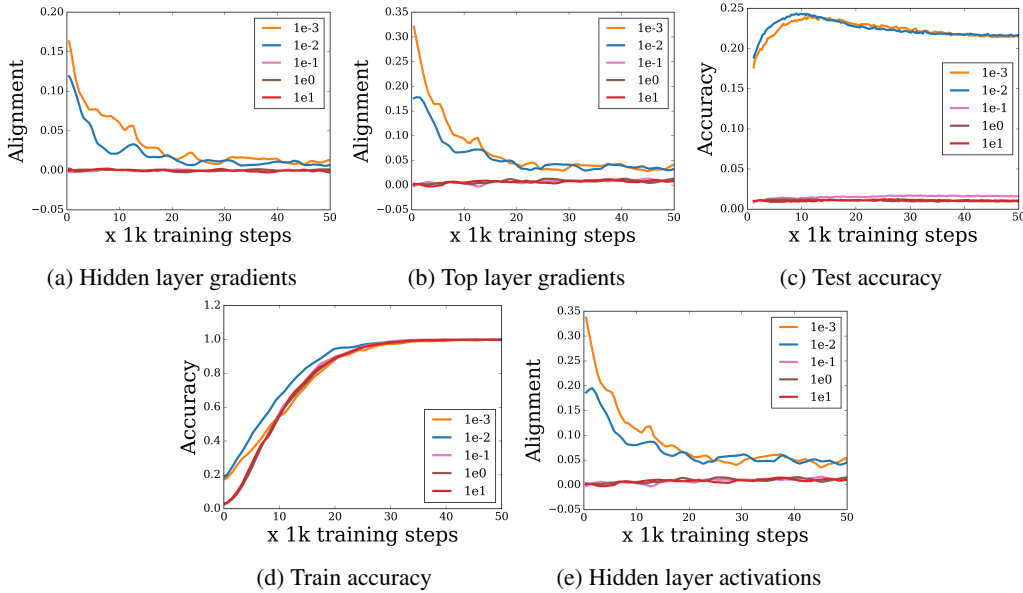 0.20
0.15
0.10
0.05
0.00
−0.05
Alignment
1e-3
1e-2
1e-1
1e0
1e1
0 10 20 30 40 50
x 1k training steps
(a) Hidden layer gradients
0.35
0.30
0.25
0.20
0.15
0.10
0.05
0.00
−0.05
Alignment
1e-3
1e-2
1e-1
1e0
1e1
0 10 20 30 40 50
x 1k training steps
(b) Top layer gradients
0.25
0.20
0.15
0.10
0.05
0.00
Accuracy
1e-3
1e-2
1e-1
1e0
1e1
0 10 20 30 40 50
x 1k training steps
(c) Test accuracy
1.2
1.0
0.8
0.6
0.4
0.2
0.0
Accuracy
1e-3
1e-2
1e-1
1e0
1e1
0 10 20 30 40 50
x 1k training steps
(d) Train accuracy
0.35
0.30
0.25
0.20
0.15
0.10
0.05
0.00
−0.05
Alignment
1e-3
1e-2
1e-1
1e0
1e1
0 10 20 30 40 50
x 1k training steps
(e) Hidden layer activations